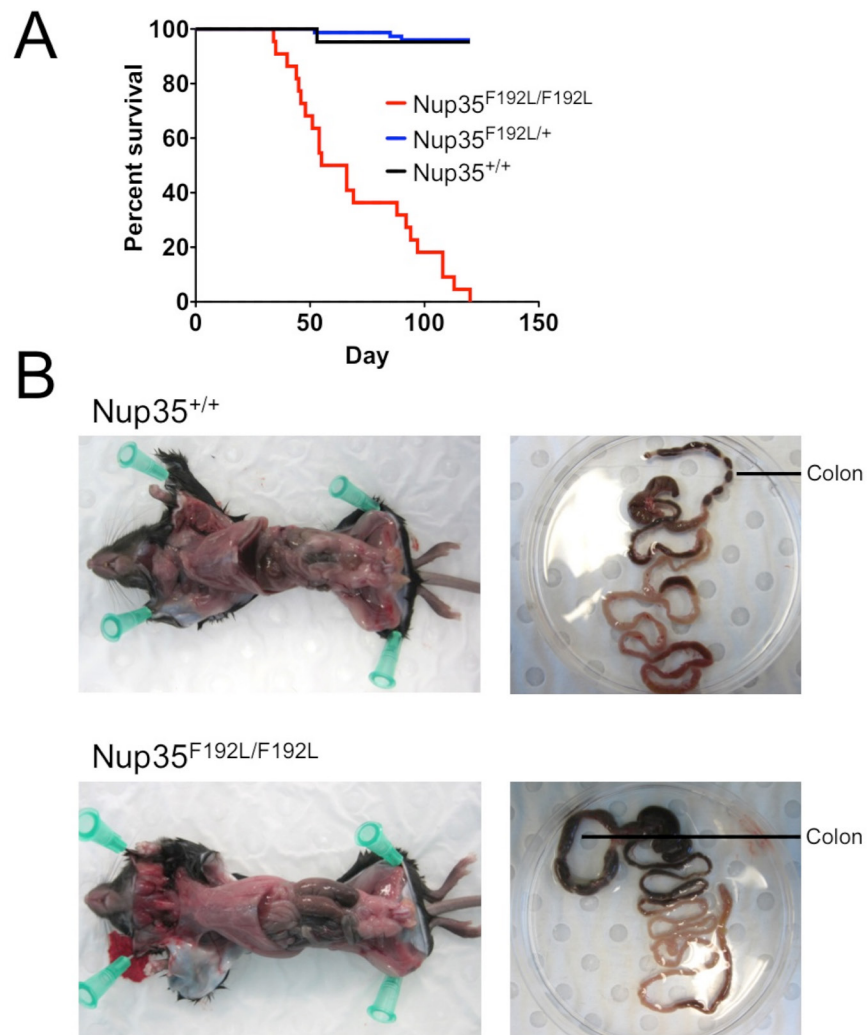 A
100
80
60
40
20
0
Percent survival
0 50 100 150
Day
Nup35F192L/F192L
Nup35F192L/+
Nup35+/+
B
Nup35+/+
Colon
Nup35F192L/F192L
Colon